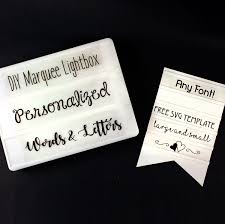 DIY Marquee Lightbox
Personalized
Words & Letters
Any Font!
FREE SVG TEMPLATE
large and small